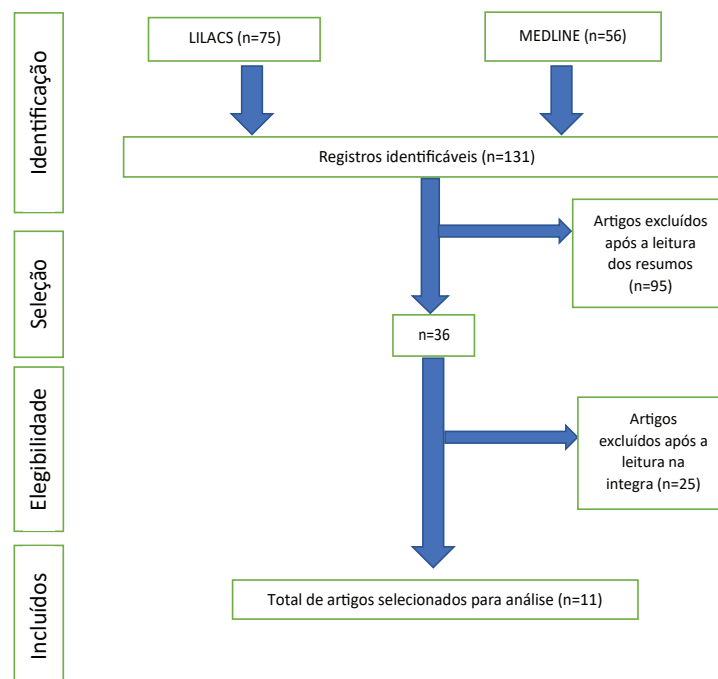 Identificação
LILACS (n=75)
MEDLINE (n=56)
Registros identificáveis (n=131)
Seleção
Artigos excluídos
após a leitura
dos resumos
(n=95)
n=36
Elegibilidade
Artigos
excluídos após a
leitura na
integra (n=25)
Incluídos
Total de artigos selecionados para análise (n=11)